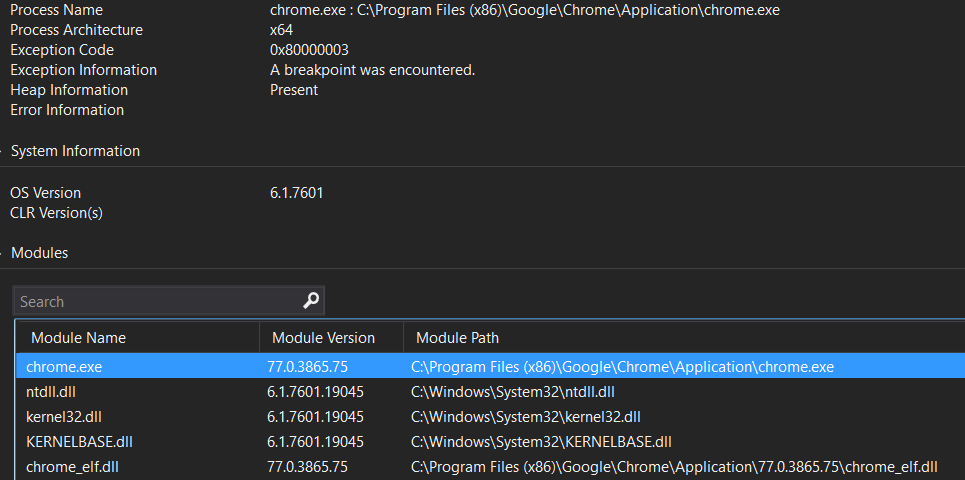 Process Name chrome.exe : C:\Program Files (x86)\Google\Chrome\Application\chrome.exe
Process Architecture x64
Exception Code 0x80000003
Exception Information A breakpoint was encountered.
Heap Information Present
Error Information
System Information
OS Version 6.1.7601
CLR Version(s)
Modules
Search
Module Name Module Version Module Path
chrome.exe 77.0.3865.75 C:\Program Files (x86)\Google\Chrome\Application\chrome.exe
ntdll.dll 6.1.7601.19045 C:\Windows\System32\ntdll.dll
kernel32.dll 6.1.7601.19045 C:\Windows\System32\kernel32.dll
KERNELBASE.dll 6.1.7601.19045 C:\Windows\System32\KERNELBASE.dll
chrome_elf.dll 77.0.3865.75 C:\Program Files (x86)\Google\Chrome\Application\77.0.3865.75\chrome_elf.dll